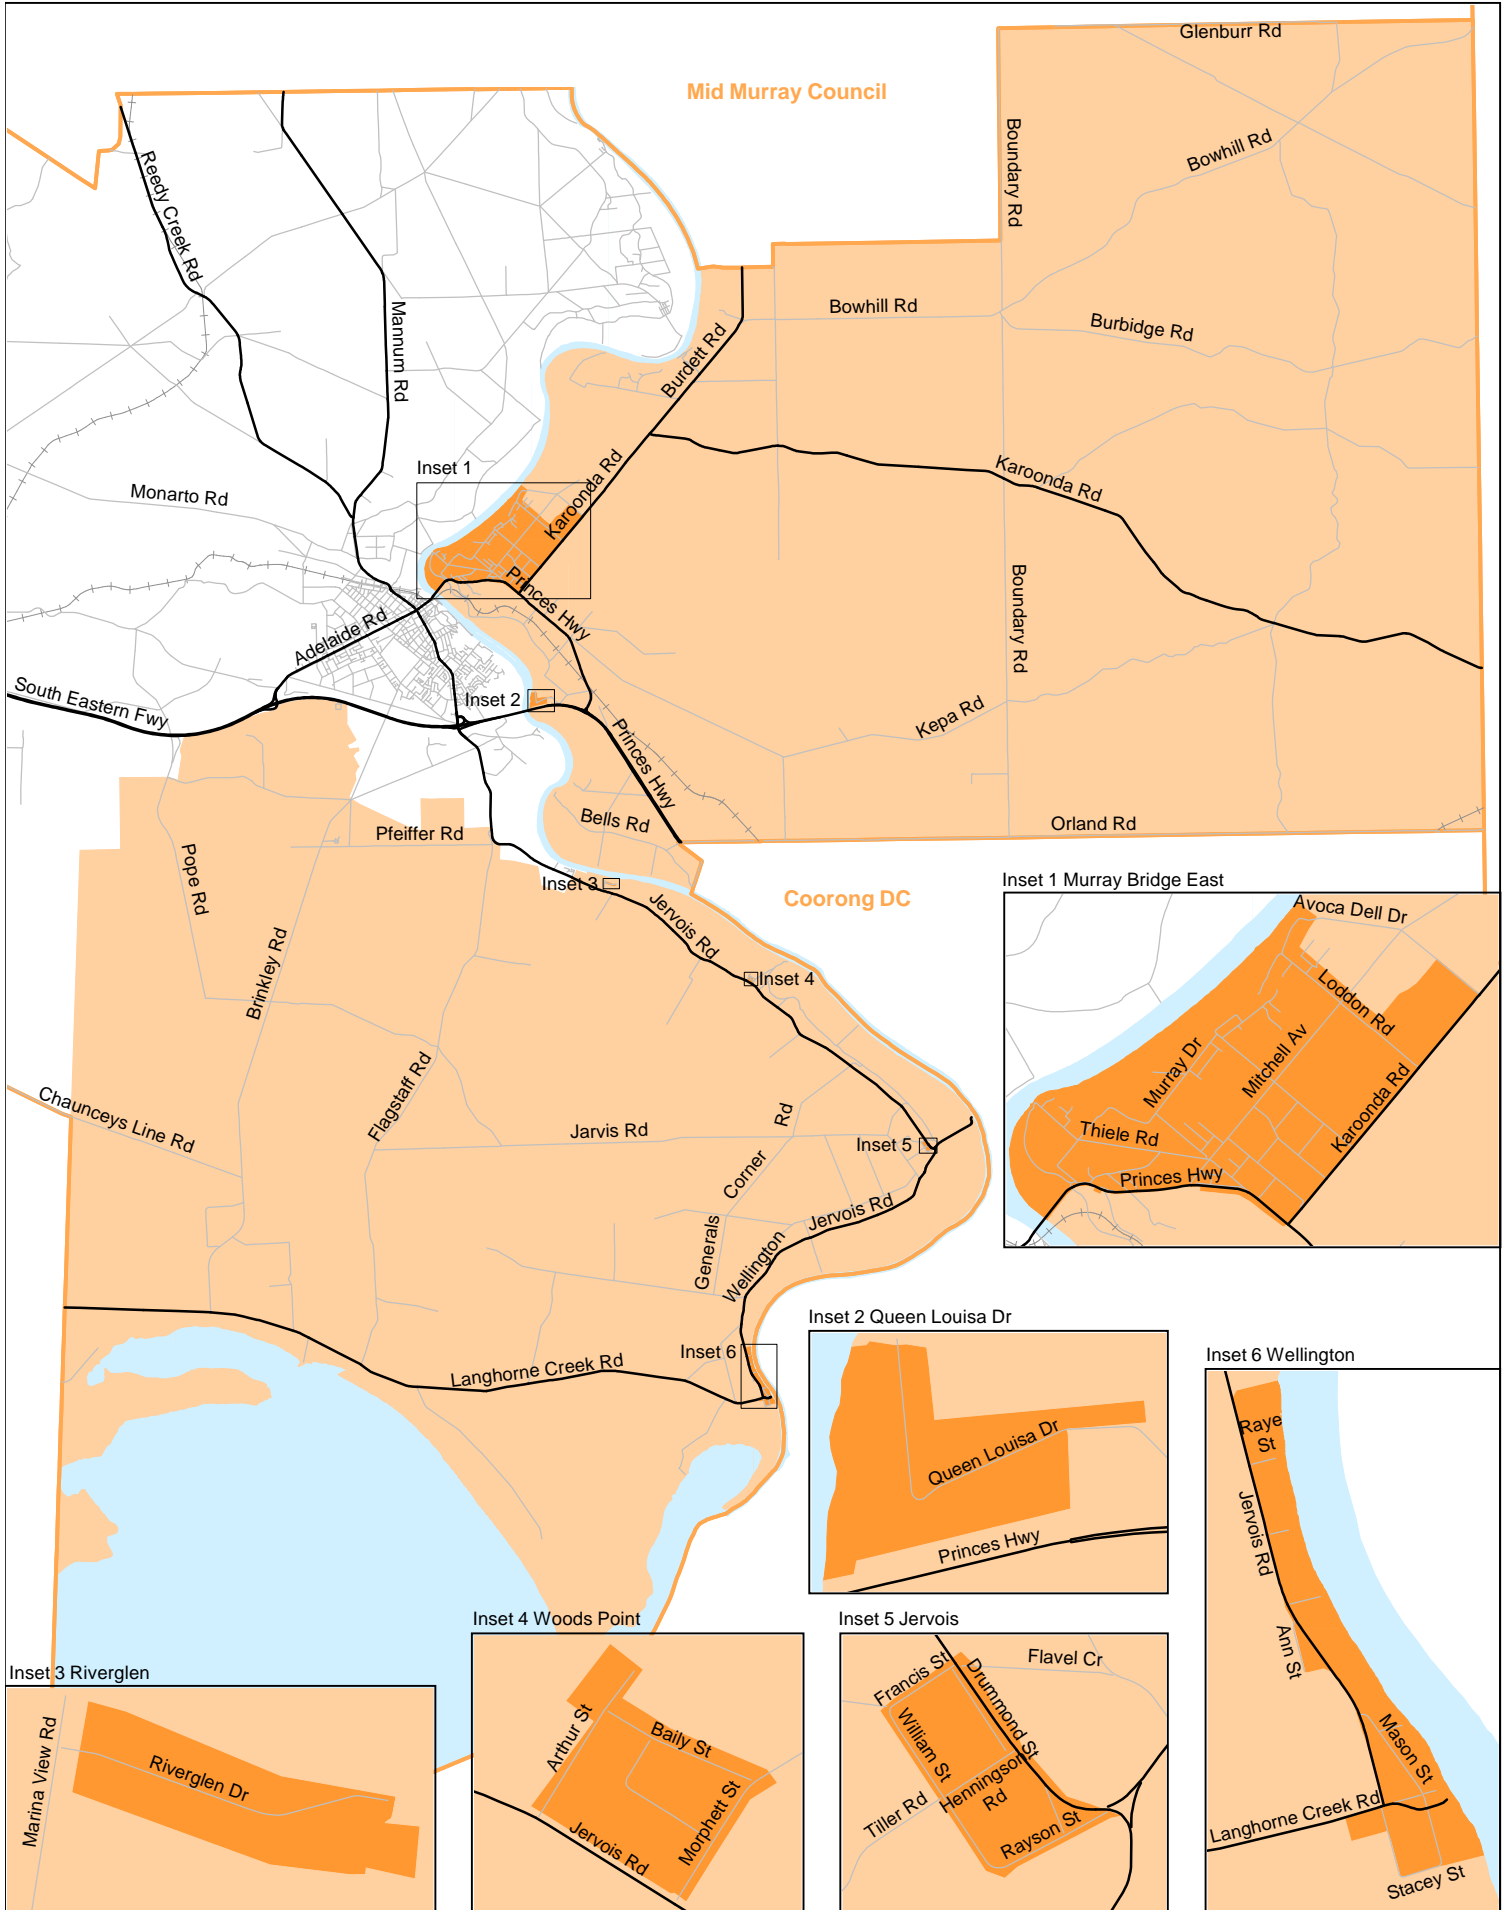 Glenburr Rd
Mid Murray Council
Boundary Rd
Bowhill Rd
Reedy Creek Rd
Mannum Rd
Bowhill Rd
Burbidge Rd
Burdett Rd
Inset 1
Karoonda Rd
Karoonda Rd
Monarto Rd
Princes Hwy
Boundary Rd
Adelaide Rd
South Eastern Fwy
Inset 2
Kepa Rd
Princes Hwy
Bells Rd
Orland Rd
Pfeiffer Rd
Pope Rd
Inset 3
Coorong DC
Jervois Rd
Brinkley Rd
Inset 4
Flagstaff Rd
Chaunceys Line Rd
Jarvis Rd
Generals
Corner
Rd
Inset 5
Wellington
Jervois Rd
Inset 6
Langhorne Creek Rd
Inset 1 Murray Bridge East
Avoca Dell Dr
Loddon Rd
Murray Dr
Mitchell Av
Karoonda Rd
Thiele Rd
Princes Hwy
Inset 2 Queen Louisa Dr
Queen Louisa Dr
Princes Hwy
Inset 6 Wellington
Raye
St
Jervois Rd
Ann St
Mason St
Langhorne Creek Rd
Stacey St
Inset 3 Riverglen
Marina View Rd
Riverglen Dr
Inset 4 Woods Point
Arthur St
Baily St
Morphett St
Jervois Rd
Inset 5 Jervois
Flavel Cr
Francis St
Drummond St
William St
Henningson
Rd
Tiller Rd
Rayson St